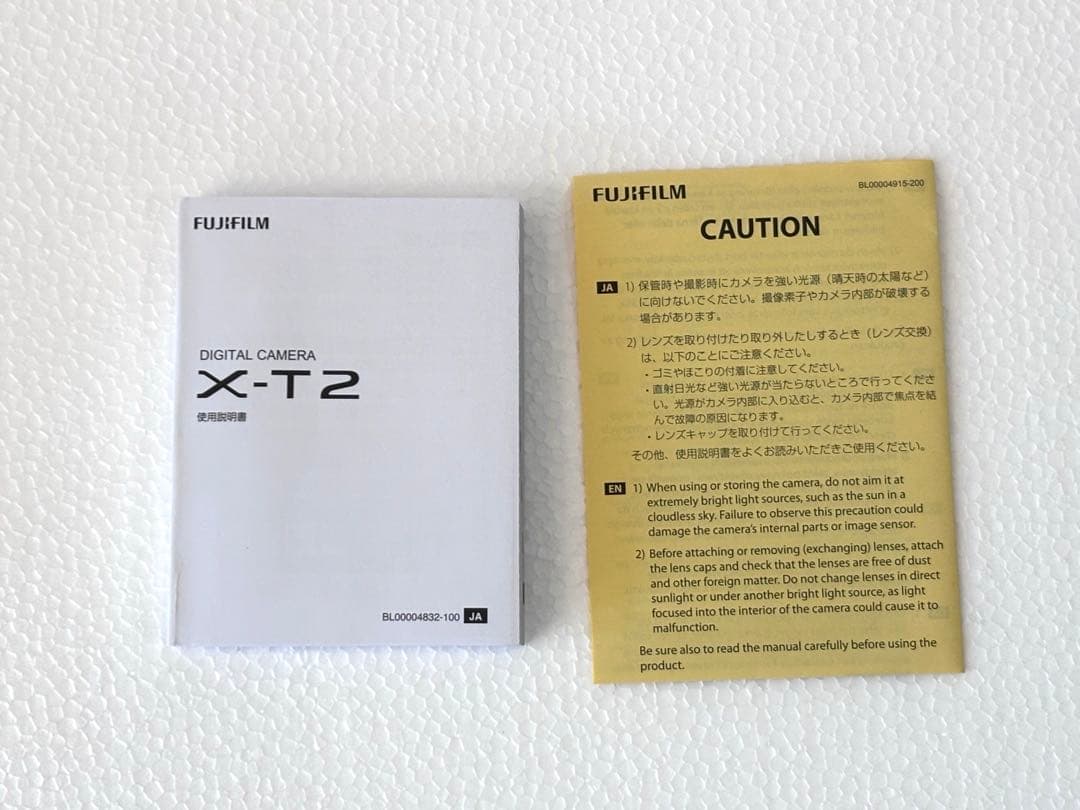 FUJIFILM
DIGITAL CAMERA
X-T2
使用説明書
BL00004832-100 JA
FUJIFILM
BL00004915-200
CAUTION
JA 1) 保管時や撮影時にカメラを強い光源（晴天時の太陽など）
に向けないでください。撮像素子やカメラ内部が破壊する
場合があります。
2) レンズを取り付けたり取り外したしするとき（レンズ交換）
は、以下のことにご注意ください。
・ゴミやほこりの付着に注意してください。
・直射日光など強い光源が当たらないところで行ってくださ
い。光源がカメラ内部に入り込むと、カメラ内部で焦点を結
んで故障の原因になります。
・レンズキャップを取り付けて行ってください。
その他、使用説明書をよくお読みいただきご使用ください。
EN 1) When using or storing the camera, do not aim it at
extremely bright light sources, such as the sun in a
cloudless sky. Failure to observe this precaution could
damage the camera's internal parts or image sensor.
2) Before attaching or removing (exchanging) lenses, attach
the lens caps and check that the lenses are free of dust
and other foreign matter. Do not change lenses in direct
sunlight or under another bright light source, as light
focused into the interior of the camera could cause it to
malfunction.
Be sure also to read the manual carefully before using the
product.